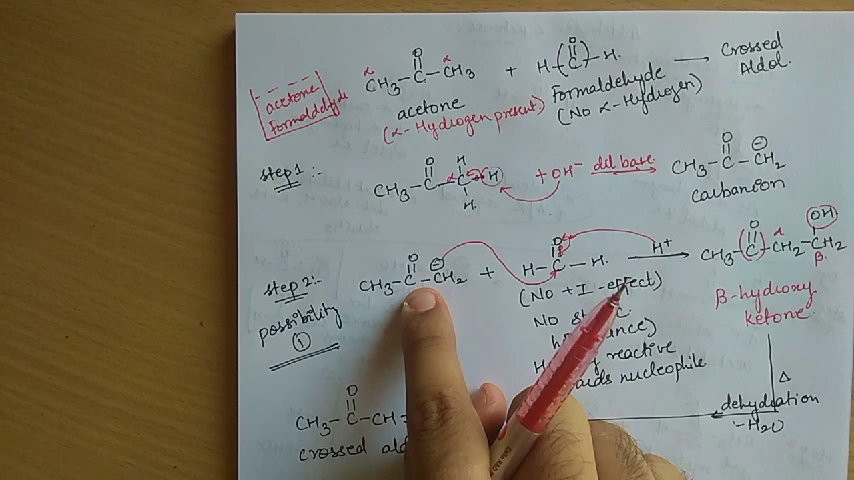 acetone
Formaldehyde
α α
O O
CH₃-C-CH₃ + H-(C)-H. → Crossed Aldol.
acetone
(α-Hydrogen present)
Formaldehyde
(No α-Hydrogen)
Step 1:-
O H
CH₃-C-C-H + OH⁻ dil base
α
H
O ⊖
CH₃-C-CH₂
carbanion
Step 2:-
possibility
①
O ⊖ O
CH₃-C-CH₂ + H-C-H. H⁺
O α OH
CH₃-(C)-CH₂-CH₂
β
β-hydroxy
ketone.
(No +I-effect)
No
reactive
nucleophile
Δ
dehydration
-H₂O
O
CH₃-C-CH=
crossed